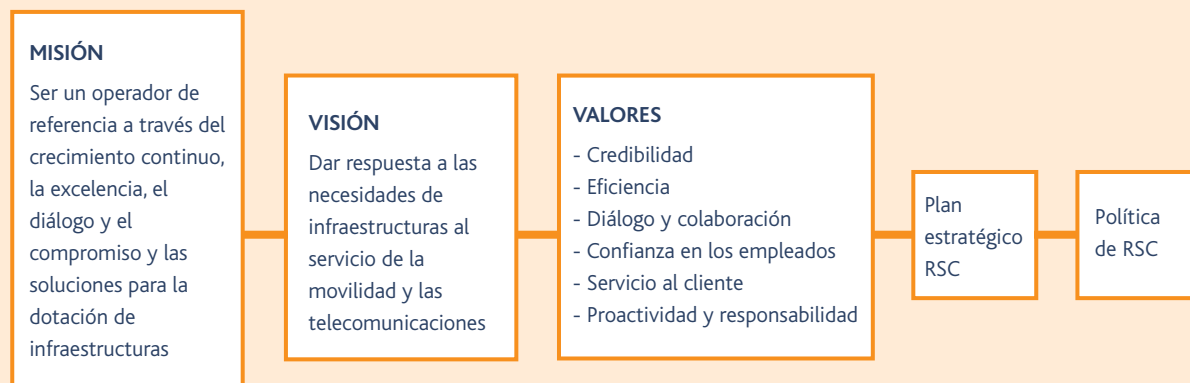 MISIÓN
Ser un operador de
referencia a través del
crecimiento continuo,
la excelencia, el
diálogo y el
compromiso y las
soluciones para la
dotación de
infraestructuras
VISIÓN
Dar respuesta a las
necesidades de
infraestructuras al
servicio de la
movilidad y las
telecomunicaciones
VALORES
- Credibilidad
- Eficiencia
- Diálogo y colaboración
- Confianza en los empleados
- Servicio al cliente
- Proactividad y responsabilidad
Plan
estratégico
RSC
Política
de RSC